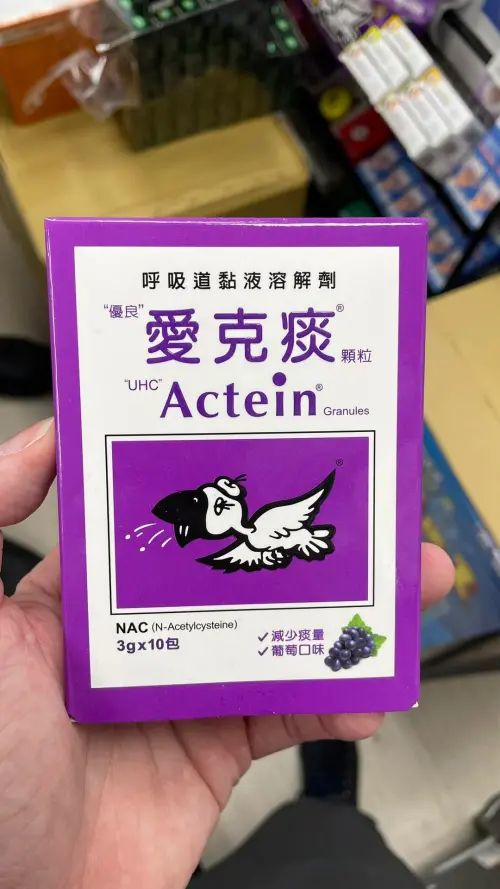 呼吸道黏液溶解劑
“優良”愛克痰®顆粒
“UHC” Actein® Granules
®
NAC (N-Acetylcysteine)
3g x 10包
✓減少痰量
✓葡萄口味